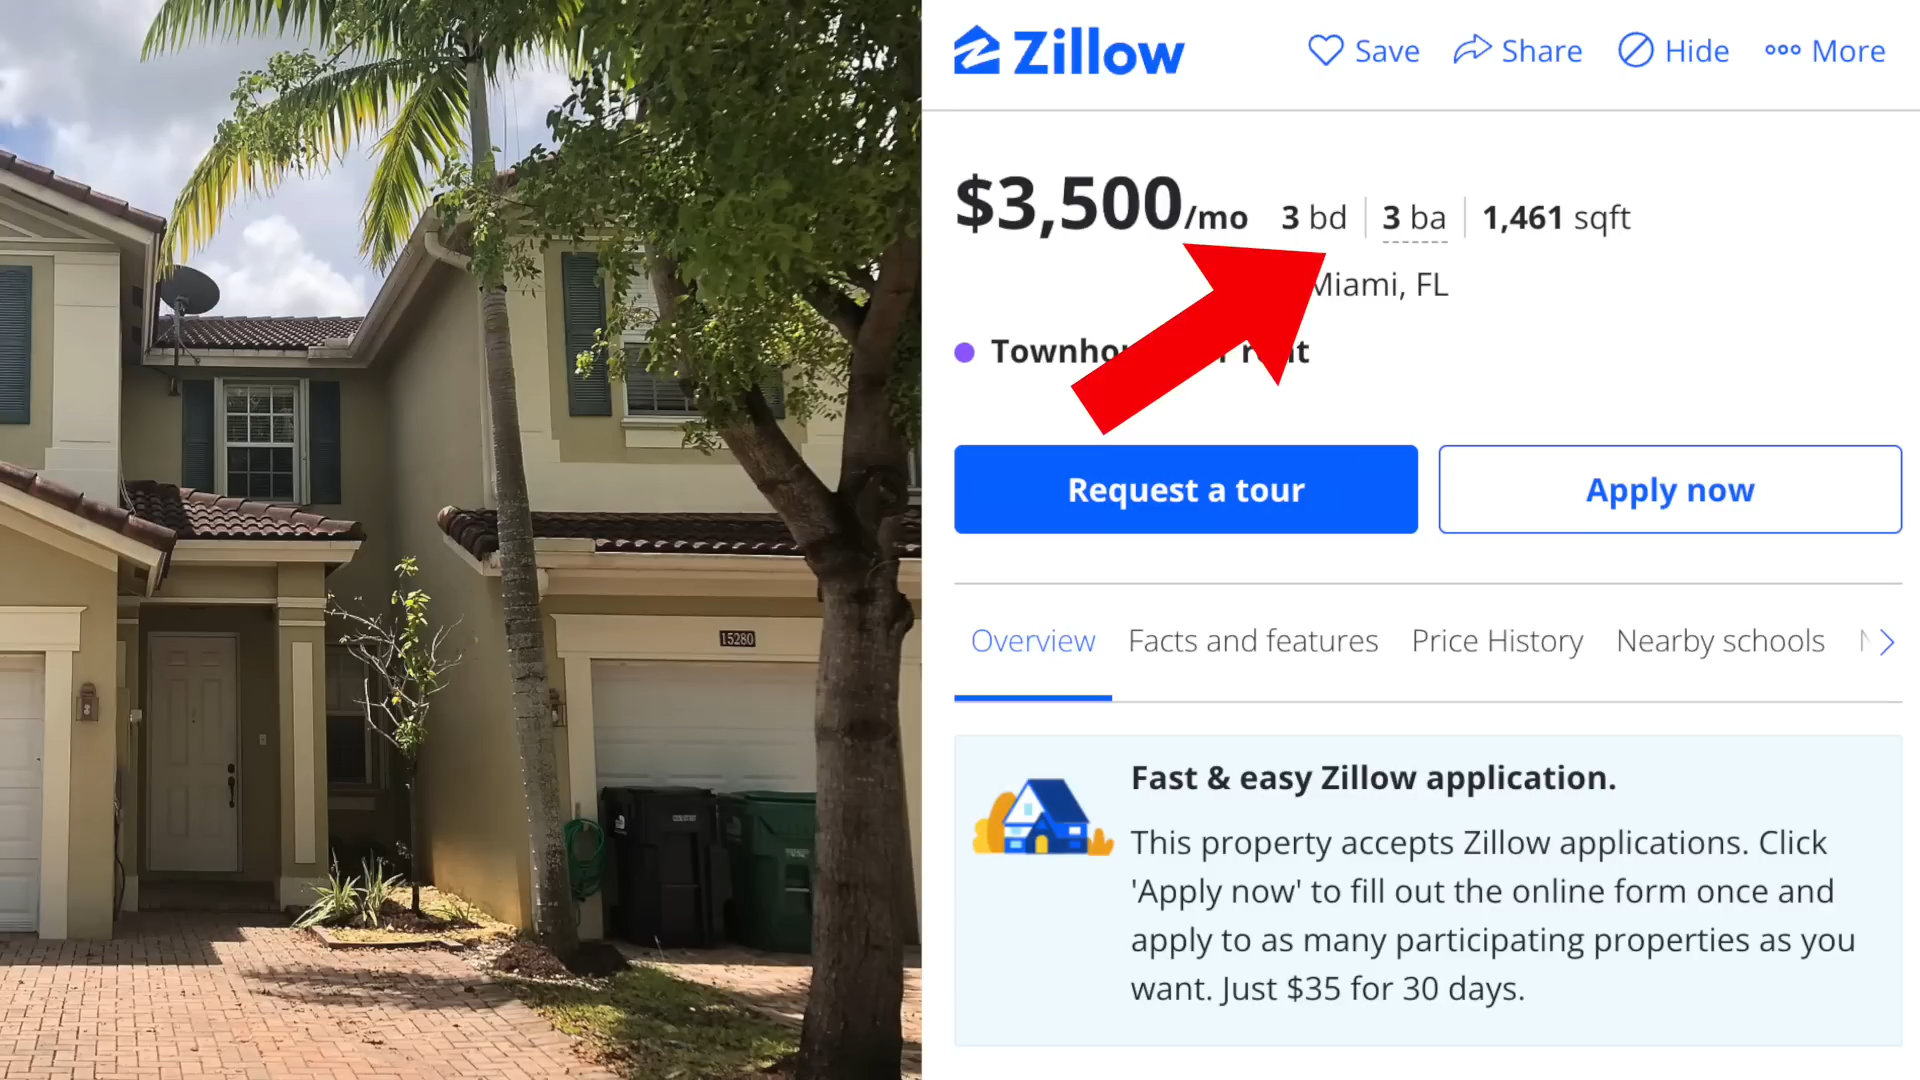 15280
Zillow
Save Share Hide More
$3,500/mo 3 bd 3 ba 1,461 sqft
Miami, FL
Request a tour
Apply now
Overview Facts and features Price History Nearby schools
Fast & easy Zillow application.
This property accepts Zillow applications. Click
'Apply now' to fill out the online form once and
apply to as many participating properties as you
want. Just $35 for 30 days.